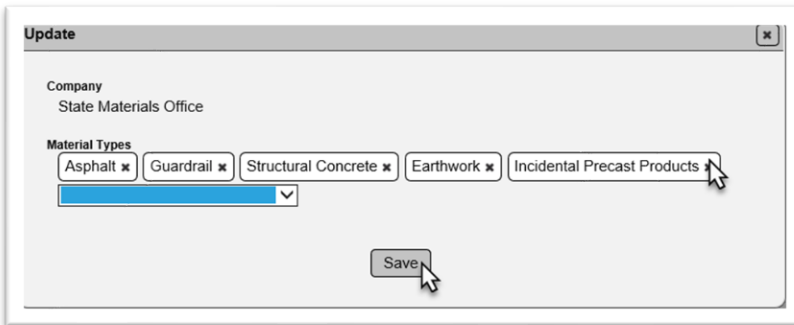 Update
Company
State Materials Office
Material Types
Asphalt × Guardrail × Structural Concrete × Earthwork × Incidental Precast Products ×
Save